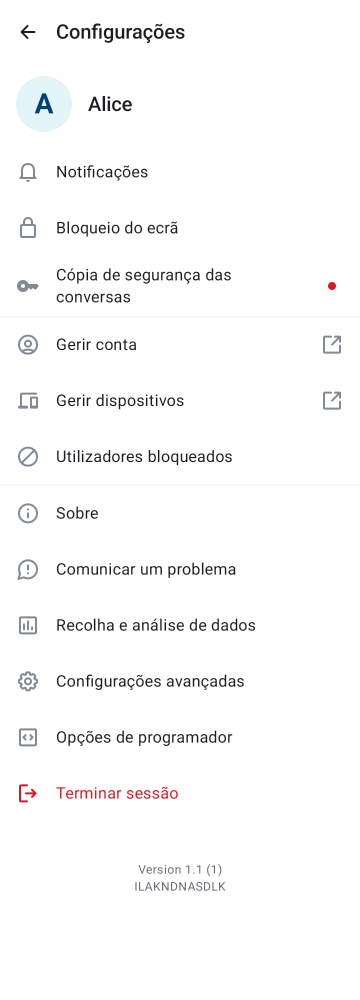 Configurações
A
Alice
Notificações
Bloqueio do ecrã
Cópia de segurança das
conversas
Gerir conta
Gerir dispositivos
Utilizadores bloqueados
Sobre
Comunicar um problema
Recolha e análise de dados
Configurações avançadas
Opções de programador
Terminar sessão
Version 1.1 (1)
ILAKNDNASDLK